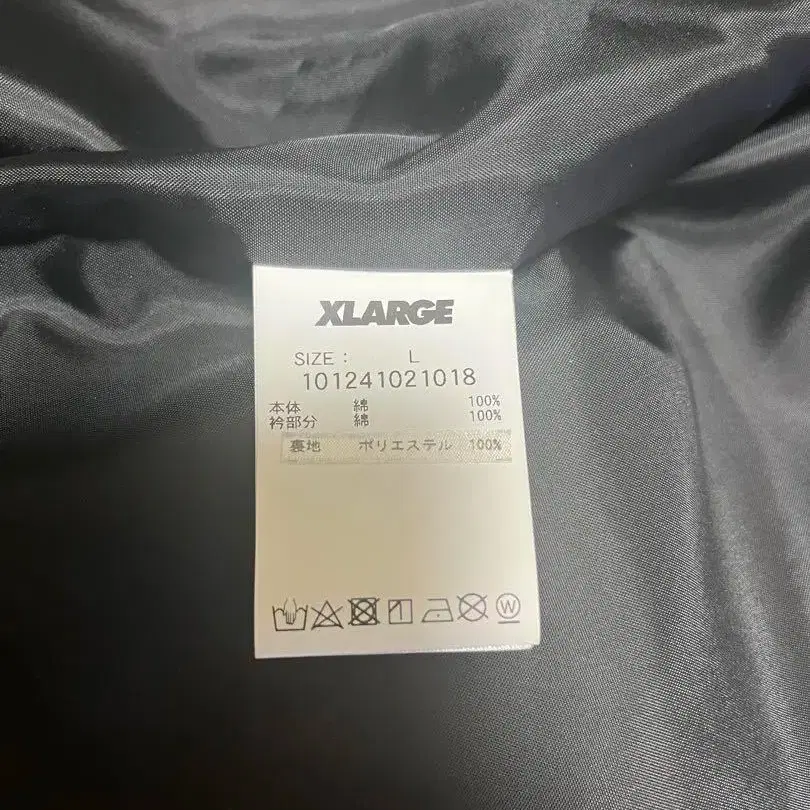 XLARGE
SIZE : L
101241021018
本体 綿 100%
衿部分 綿 100%
裏地 ポリエステル 100%
W